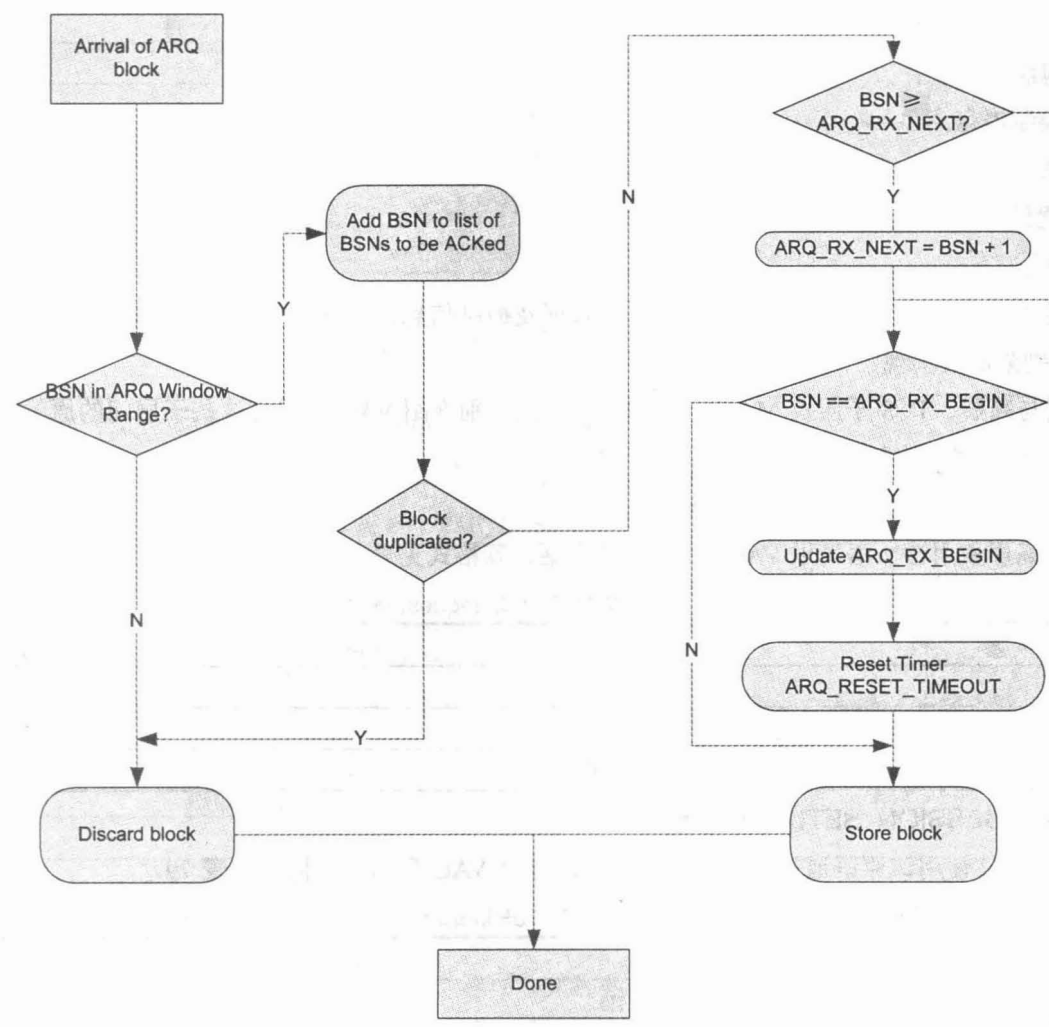 Arrival of ARQ
block
BSN ≥
ARQ_RX_NEXT?
N
Y
Add BSN to list of
BSNs to be ACKed
ARQ_RX_NEXT = BSN + 1
Y
BSN in ARQ Window
Range?
BSN == ARQ_RX_BEGIN
Y
Block
duplicated?
Update ARQ_RX_BEGIN
N
N
Reset Timer
ARQ_RESET_TIMEOUT
Y
Discard block
Store block
Done